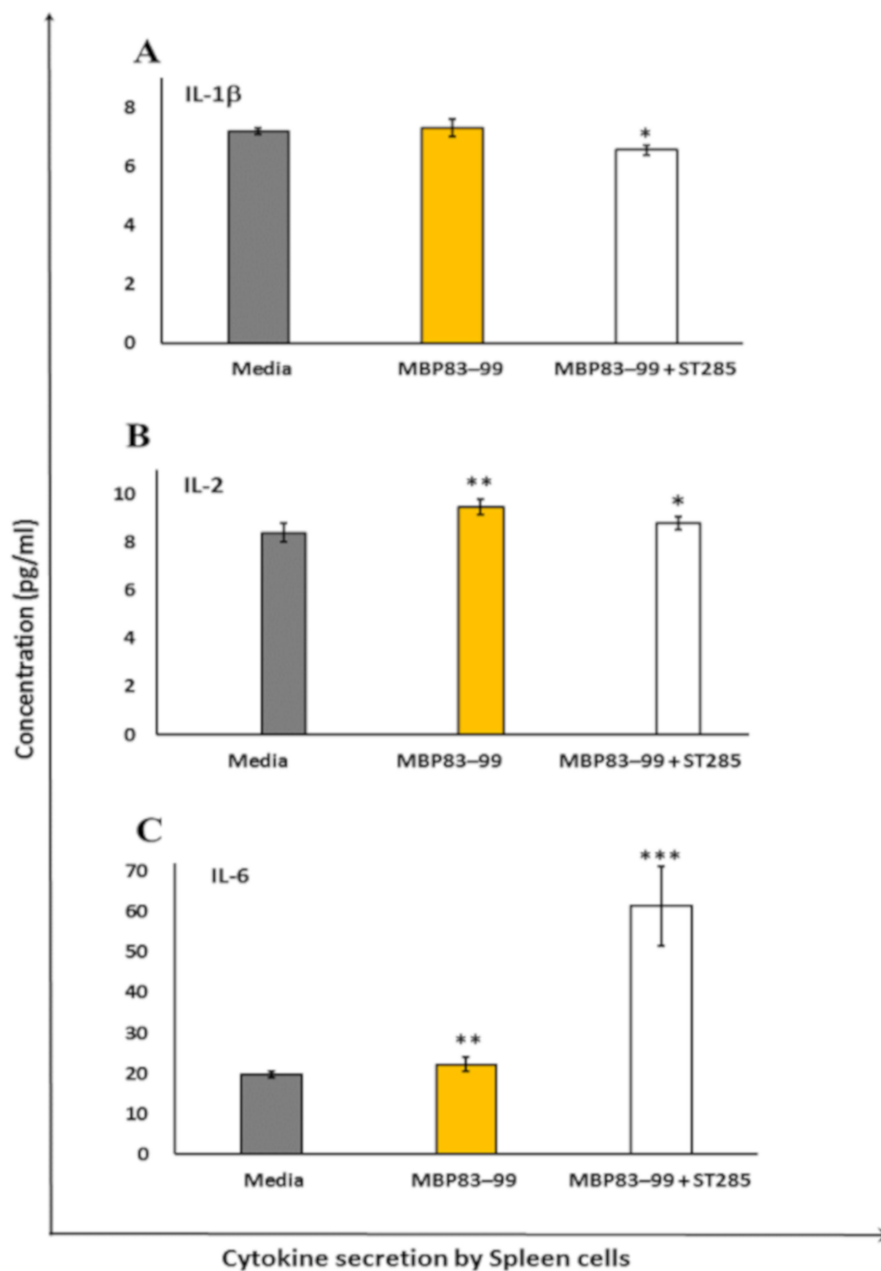 A
IL-1β
8
6
4
2
0
*
Media MBP83–99 MBP83–99 + ST285
B
IL-2
10
8
6
4
2
0
** *
Media MBP83–99 MBP83–99 + ST285
C
IL-6
70
60
50
40
30
20
10
0
***
**
Media MBP83–99 MBP83–99 + ST285
Concentration (pg/ml)
Cytokine secretion by Spleen cells